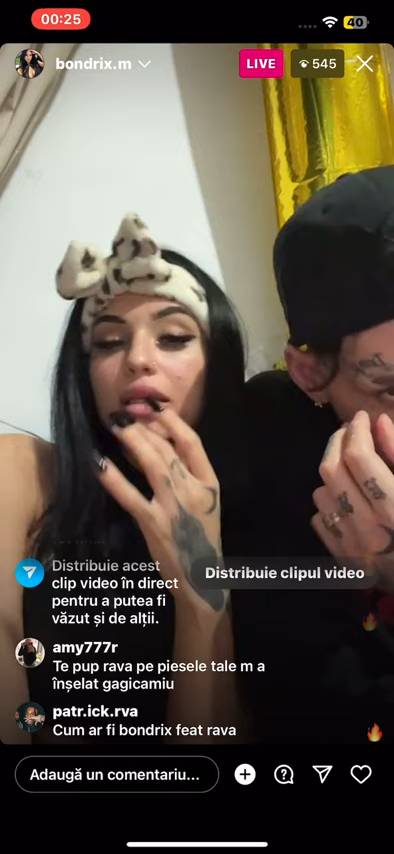 00:25
40
bondrix.m
LIVE
545
Distribuie acest
clip video în direct
pentru a putea fi
văzut și de alții.
Distribuie clipul video
amy777r
Te pup rava pe piesele tale m a
înșelat gagicamiu
patr.ick.rva
Cum ar fi bondrix feat rava
Adaugă un comentariu...